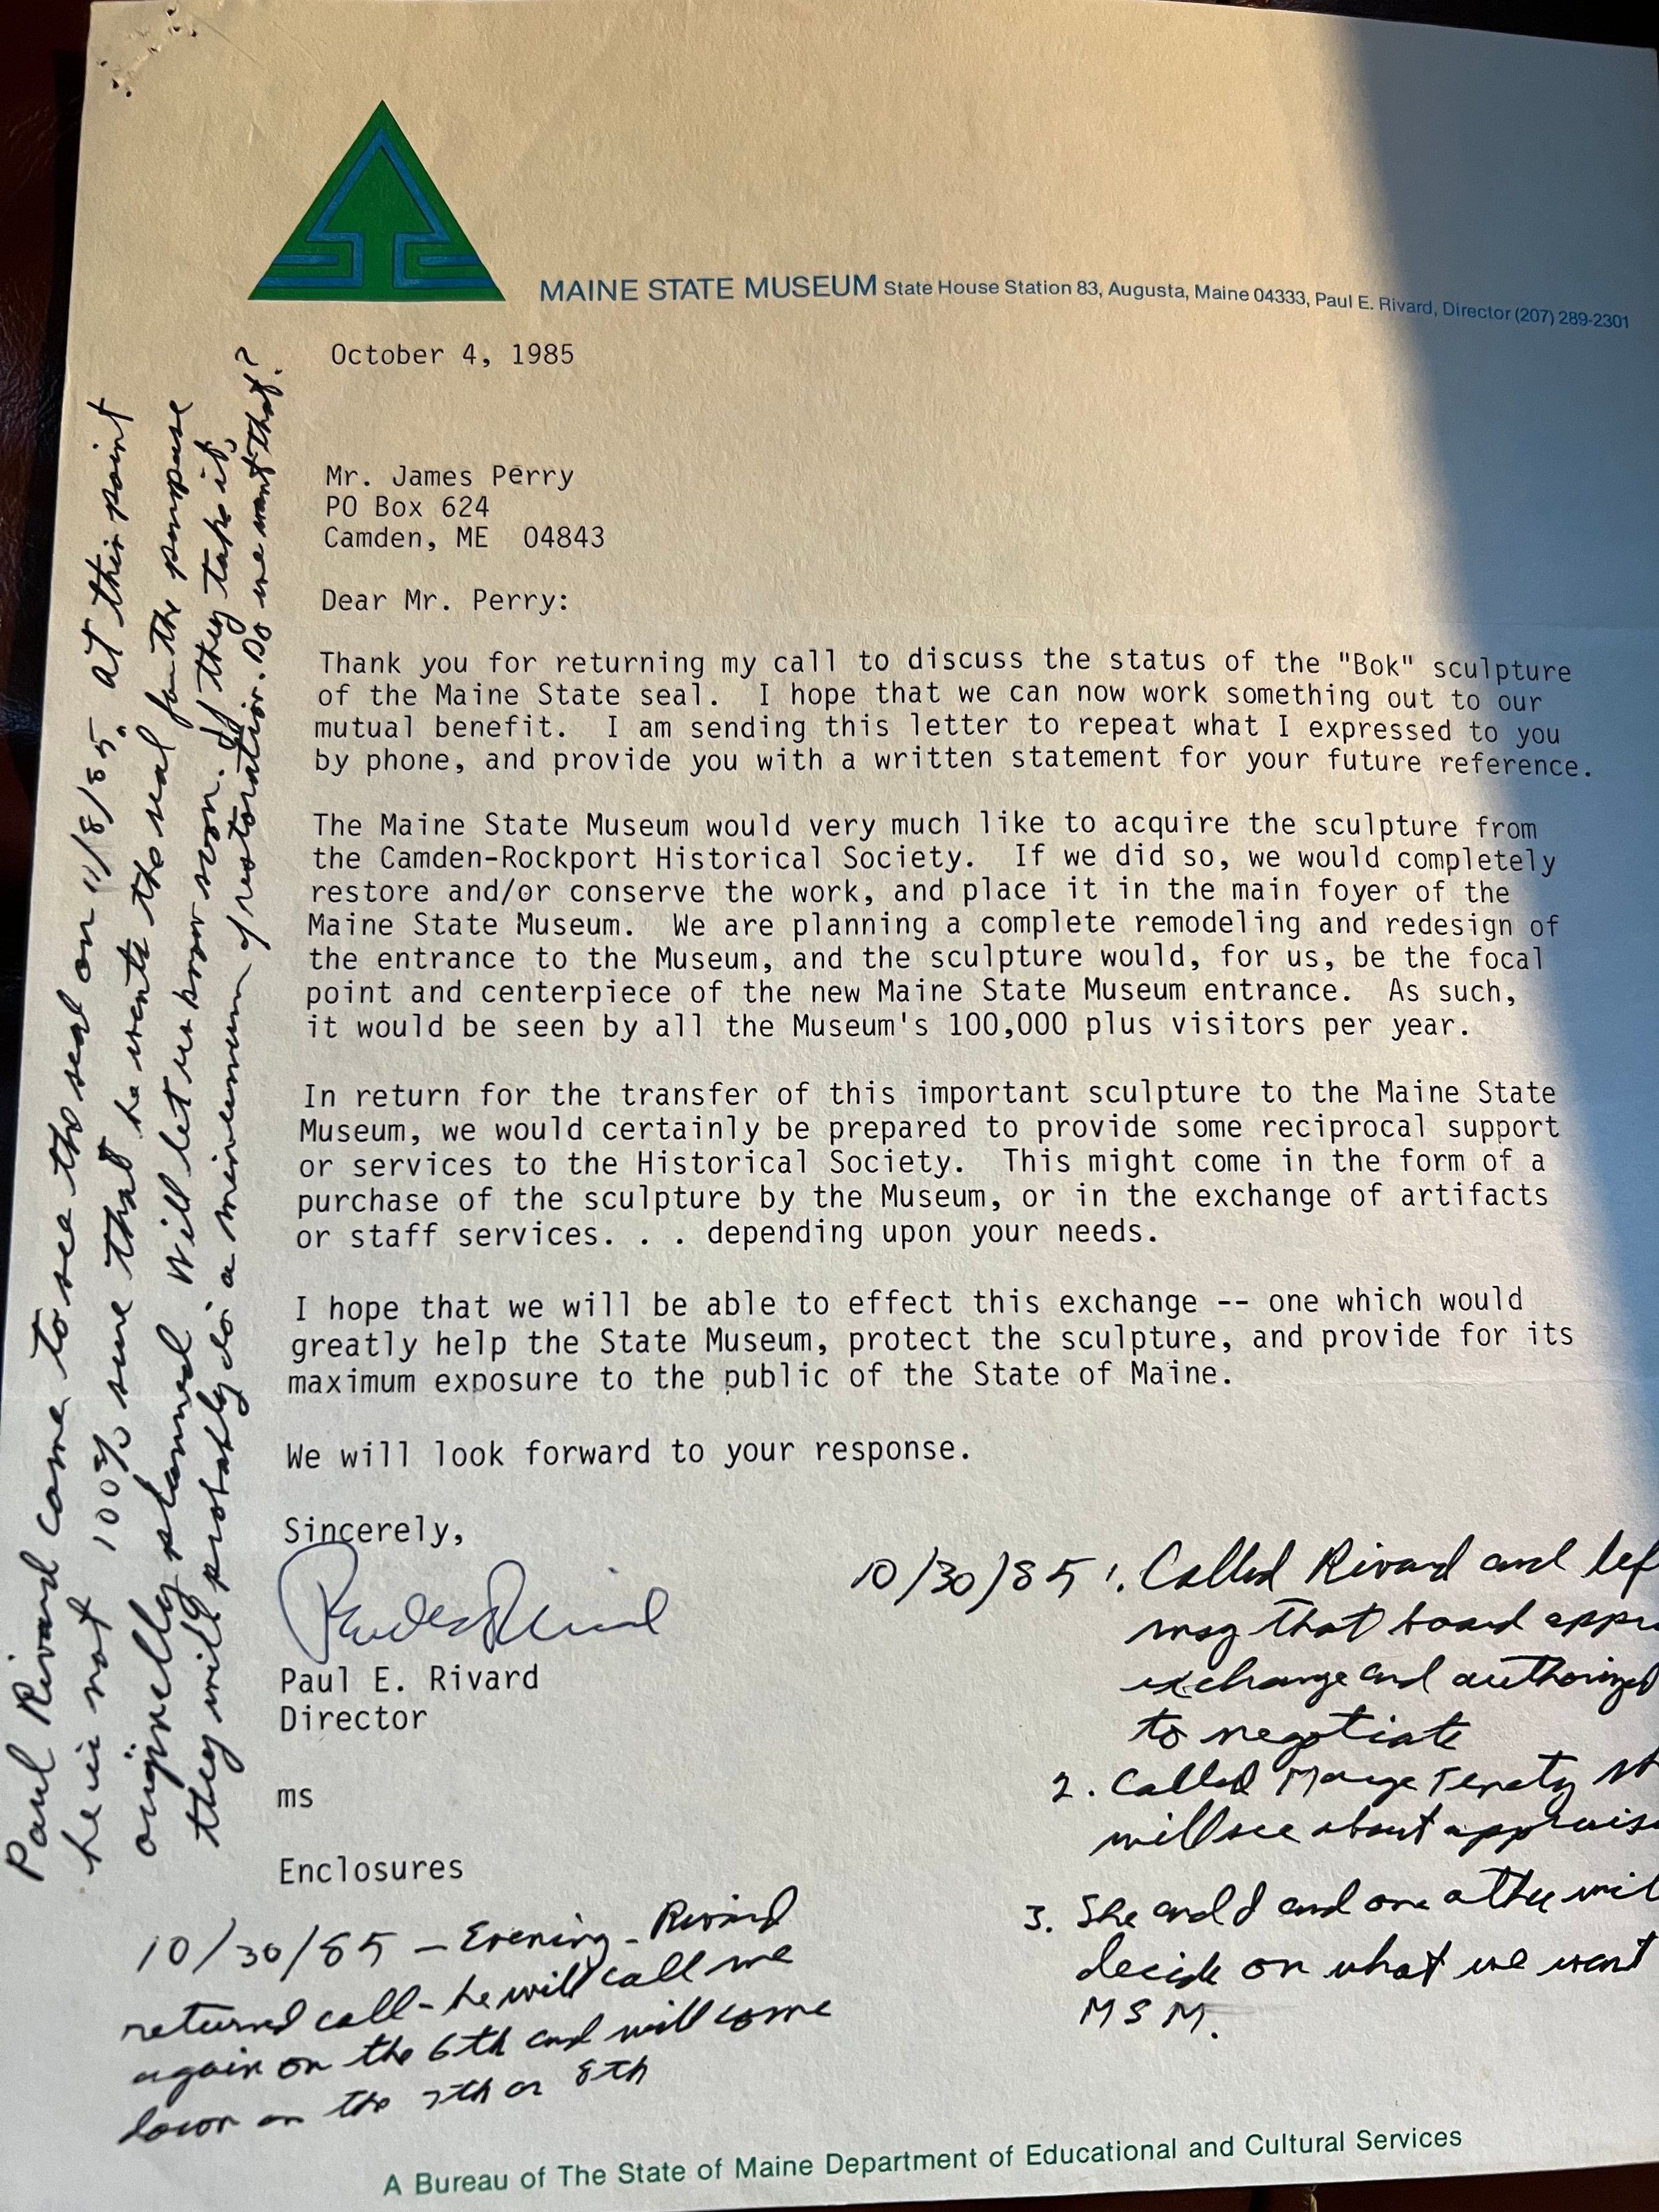 MAINE STATE MUSEUM State House Station 83, Augusta, Maine 04333, Paul E. Rivard, Director (207) 289-2301
October 4, 1985
Mr. James Perry
PO Box 624
Camden, ME 04843
Dear Mr. Perry:
Thank you for returning my call to discuss the status of the "Bok" sculpture
of the Maine State seal. I hope that we can now work something out to our
mutual benefit. I am sending this letter to repeat what I expressed to you
by phone, and provide you with a written statement for your future reference.
The Maine State Museum would very much like to acquire the sculpture from
the Camden-Rockport Historical Society. If we did so, we would completely
restore and/or conserve the work, and place it in the main foyer of the
Maine State Museum. We are planning a complete remodeling and redesign of
the entrance to the Museum, and the sculpture would, for us, be the focal
point and centerpiece of the new Maine State Museum entrance. As such,
it would be seen by all the Museum's 100,000 plus visitors per year.
In return for the transfer of this important sculpture to the Maine State
Museum, we would certainly be prepared to provide some reciprocal support
or services to the Historical Society. This might come in the form of a
purchase of the sculpture by the Museum, or in the exchange of artifacts
or staff services. . . depending upon your needs.
I hope that we will be able to effect this exchange -- one which would
greatly help the State Museum, protect the sculpture, and provide for its
maximum exposure to the public of the State of Maine.
We will look forward to your response.
Sincerely,
Paul E. Rivard
Paul E. Rivard
Director
ms
Enclosures
10/30/85 - Evening - Rivard
returned call - he will call me
again on the 6th and will come
down on the 7th or 8th
10/30/85 1. Called Rivard and lef
msg that board appr
exchange and authorized
to negotiate
2. Called Marge
will see about apprais
3. She and I and one other wil
decide on what we want
MSM.
Paul Rivard came to see the seal on 11/8/85. At this point
he is not 100% sure that he wants the seal for the purpose
originally planned. Will let us know soon. If they take it,
they will probably do a minimum of restoration. Do we want that?
A Bureau of The State of Maine Department of Educational and Cultural Services